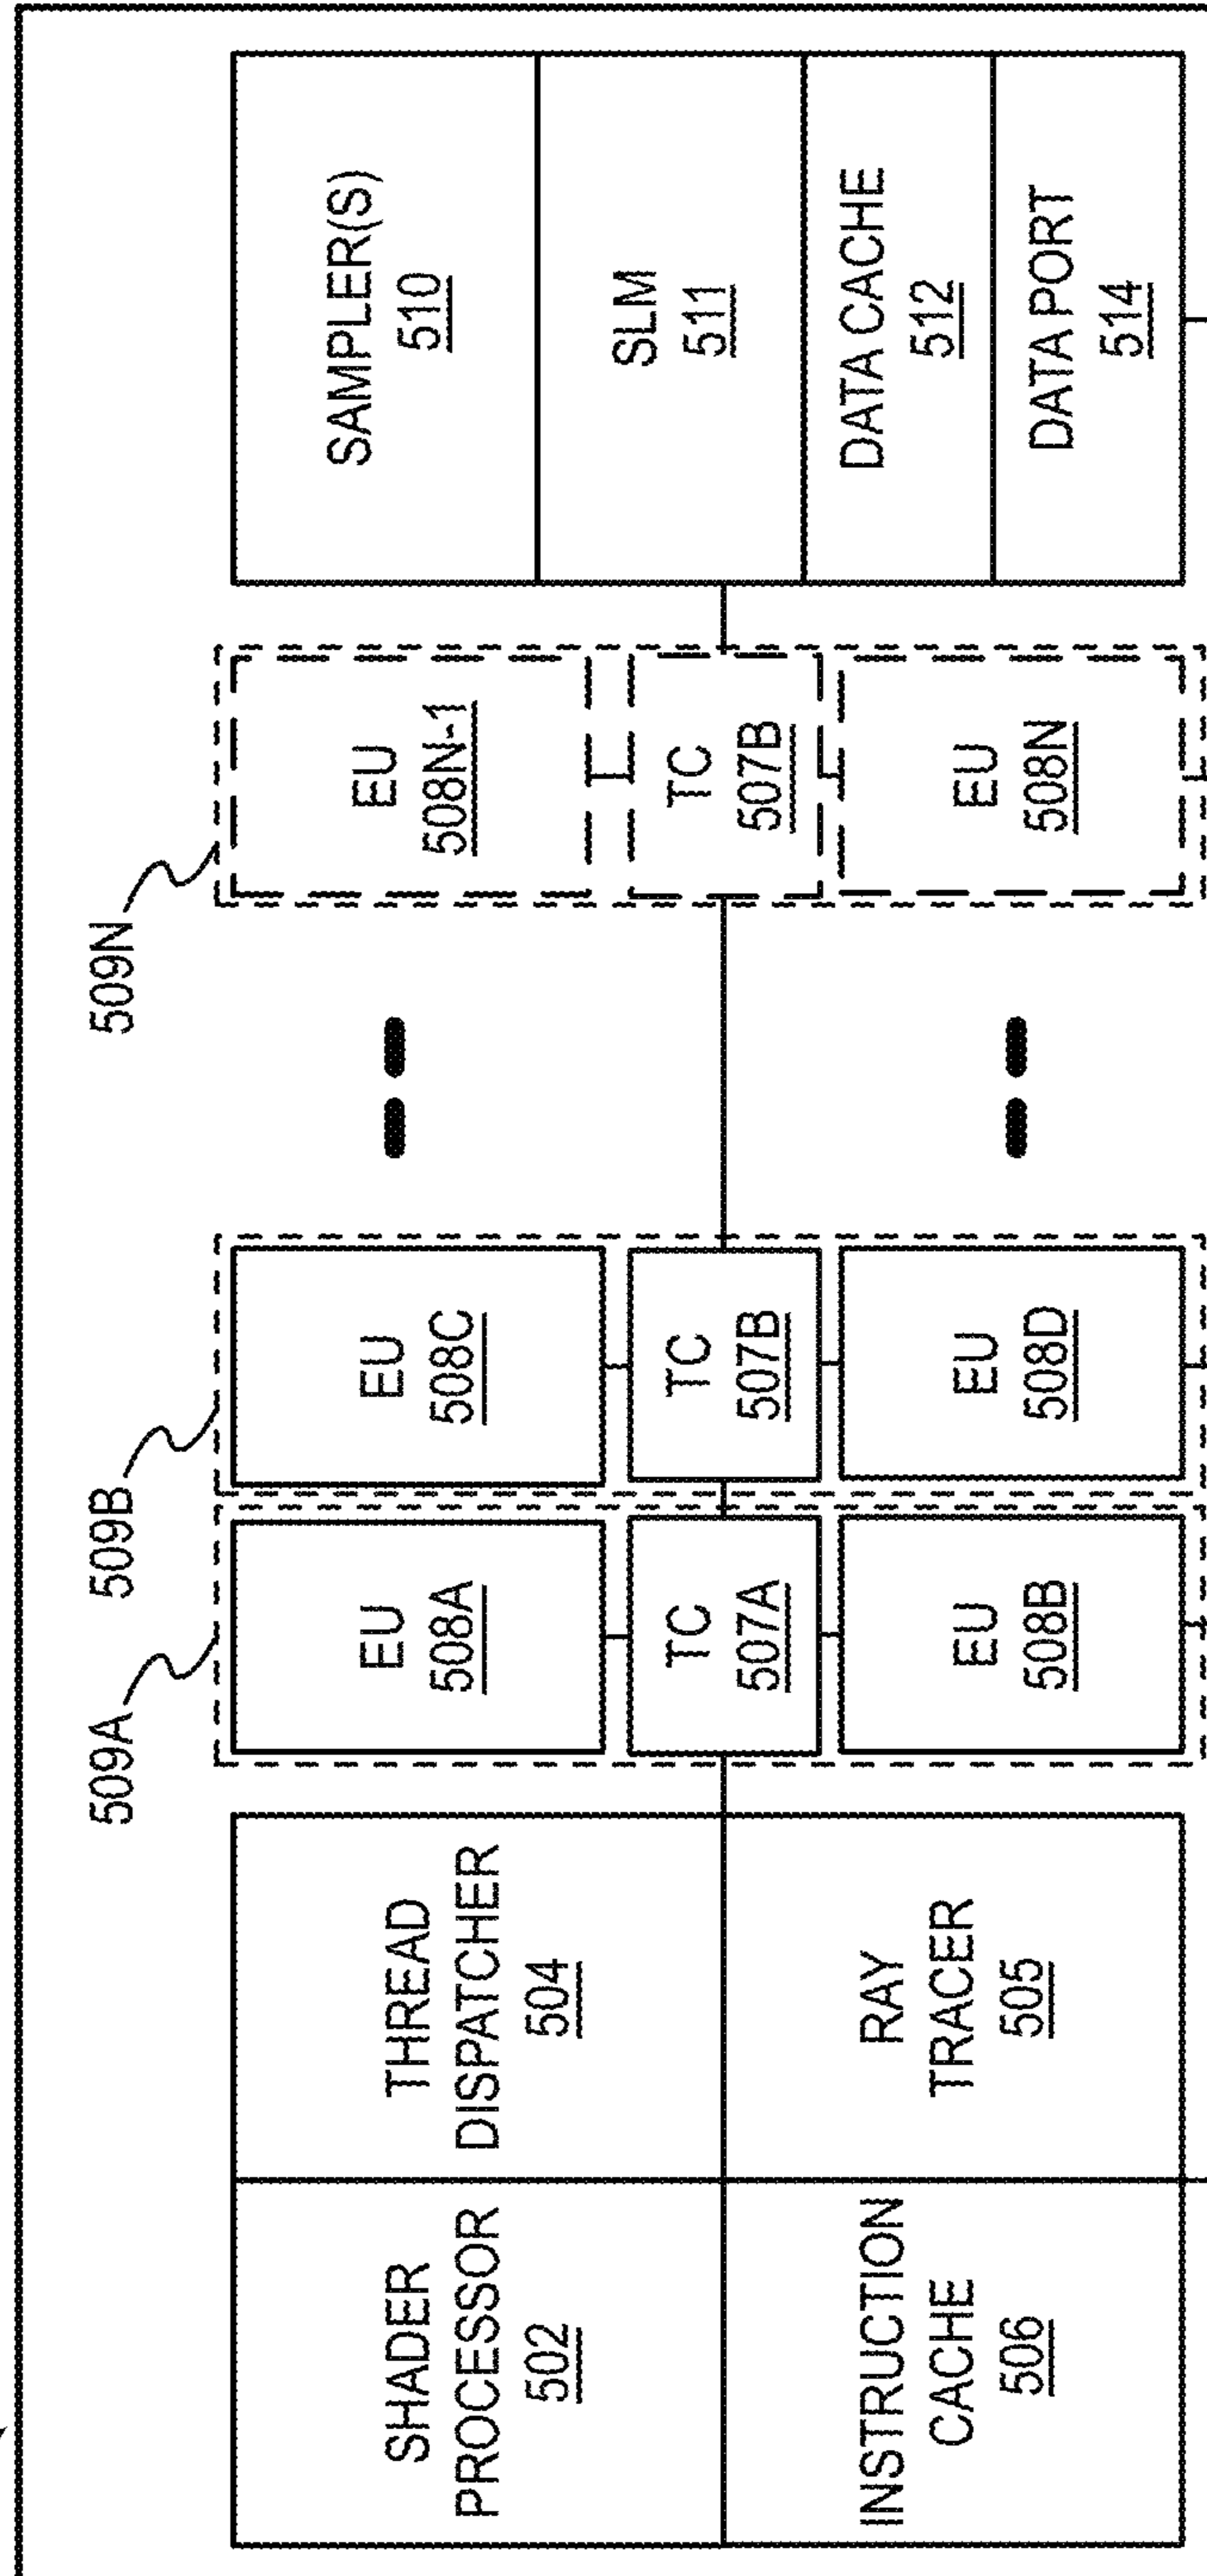 509A
509B
509N
SHADER
PROCESSOR
502
THREAD
DISPATCHER
504
INSTRUCTION
CACHE
506
RAY
TRACER
505
EU
508A
TC
507A
EU
508B
EU
508C
TC
507B
EU
508D
EU
508N-1
TC
507B
EU
508N
SAMPLER(S)
510
SLM
511
DATA CACHE
512
DATA PORT
514